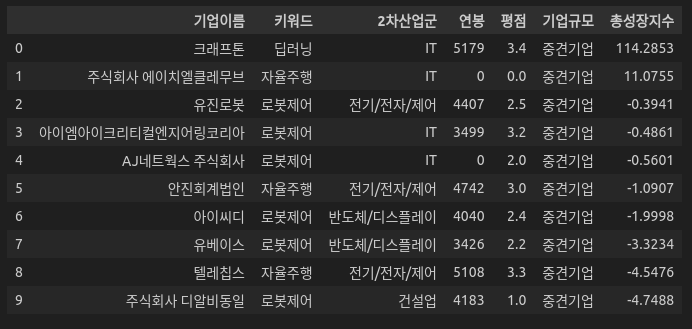 기업이름 키워드 2차산업군 연봉 평점 기업규모 총성장지수
0 크래프톤 딥러닝 IT 5179 3.4 중견기업 114.2853
1 주식회사 에이치엘클레무브 자율주행 IT 0 0.0 중견기업 11.0755
2 유진로봇 로봇제어 전기/전자/제어 4407 2.5 중견기업 -0.3941
3 아이엠아이크리티컬엔지어링코리아 로봇제어 IT 3499 3.2 중견기업 -0.4861
4 AJ네트웍스 주식회사 로봇제어 IT 0 2.0 중견기업 -0.5601
5 안진회계법인 자율주행 전기/전자/제어 4742 3.0 중견기업 -1.0907
6 아이씨디 로봇제어 반도체/디스플레이 4040 2.4 중견기업 -1.9998
7 유베이스 로봇제어 반도체/디스플레이 3426 2.2 중견기업 -3.3234
8 텔레칩스 자율주행 전기/전자/제어 5108 3.3 중견기업 -4.5476
9 주식회사 디알비동일 로봇제어 건설업 4183 1.0 중견기업 -4.7488